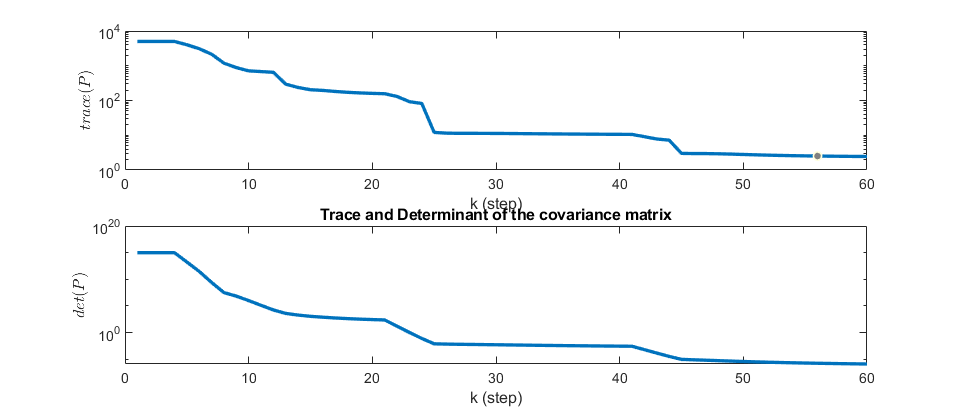 10^4
10^2
10^0
trace(P)
0 10 20 30 40 50 60
k (step)
Trace and Determinant of the covariance matrix
10^20
10^0
det(P)
0 10 20 30 40 50 60
k (step)